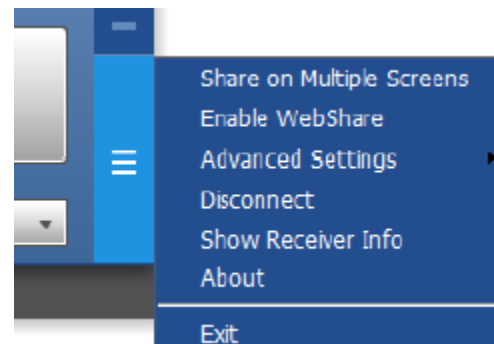 Share on Multiple Screens
Enable WebShare
Advanced Settings
Disconnect
Show Receiver Info
About
Exit